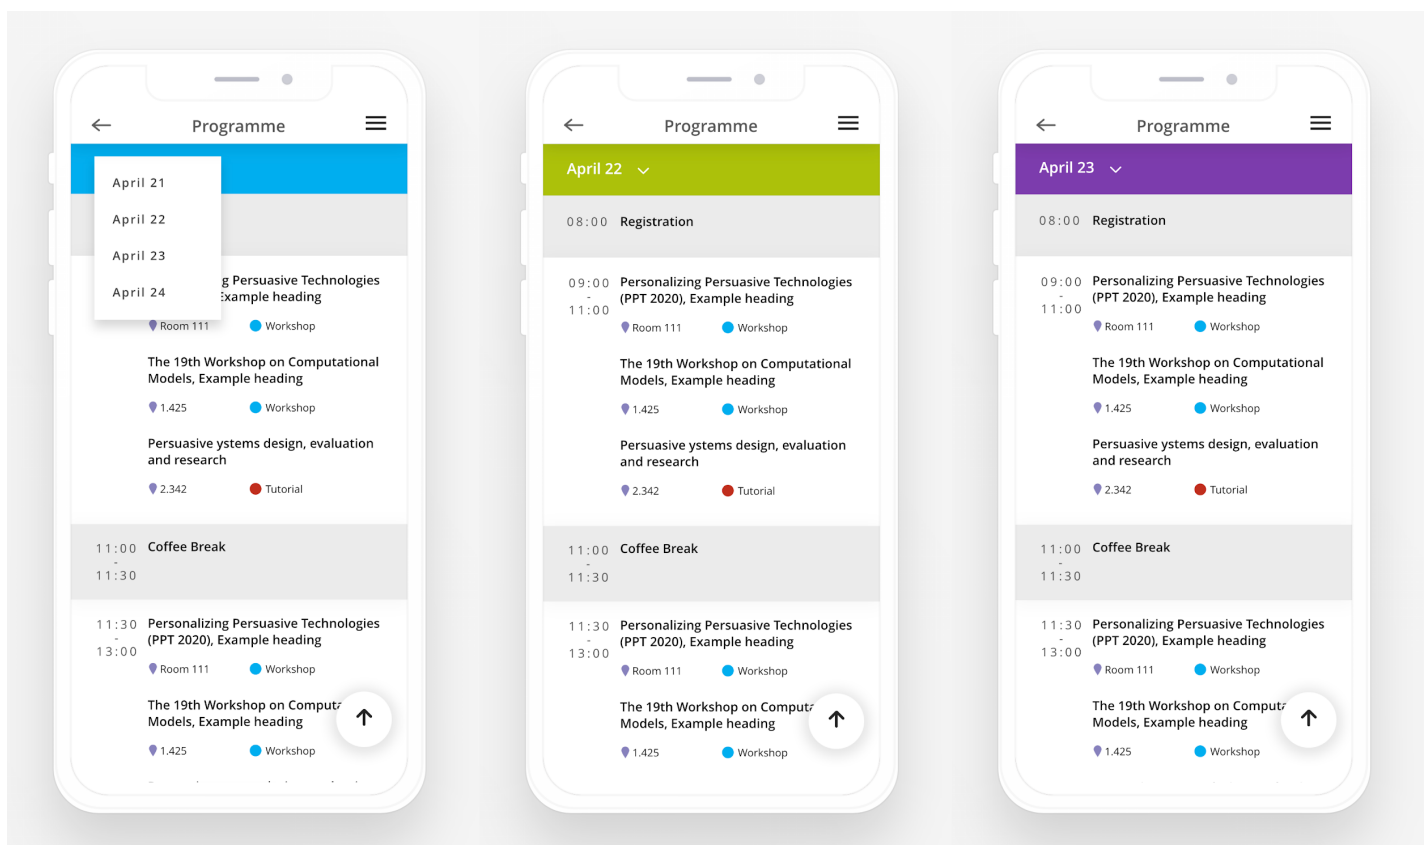 Programme
April 21
April 22
April 23
April 24
g Persuasive Technologies
Example heading
Room 111 Workshop
The 19th Workshop on Computational
Models, Example heading
1.425 Workshop
Persuasive ystems design, evaluation
and research
2.342 Tutorial
11:00 Coffee Break
-
11:30
11:30 Personalizing Persuasive Technologies
- (PPT 2020), Example heading
13:00
Room 111 Workshop
The 19th Workshop on Computa
Models, Example heading
1.425 Workshop
Programme
April 22
08:00 Registration
09:00 Personalizing Persuasive Technologies
- (PPT 2020), Example heading
11:00
Room 111 Workshop
The 19th Workshop on Computational
Models, Example heading
1.425 Workshop
Persuasive ystems design, evaluation
and research
2.342 Tutorial
11:00 Coffee Break
-
11:30
11:30 Personalizing Persuasive Technologies
- (PPT 2020), Example heading
13:00
Room 111 Workshop
The 19th Workshop on Computa
Models, Example heading
1.425 Workshop
Programme
April 23
08:00 Registration
09:00 Personalizing Persuasive Technologies
- (PPT 2020), Example heading
11:00
Room 111 Workshop
The 19th Workshop on Computational
Models, Example heading
1.425 Workshop
Persuasive ystems design, evaluation
and research
2.342 Tutorial
11:00 Coffee Break
-
11:30
11:30 Personalizing Persuasive Technologies
- (PPT 2020), Example heading
13:00
Room 111 Workshop
The 19th Workshop on Computa
Models, Example heading
1.425 Workshop